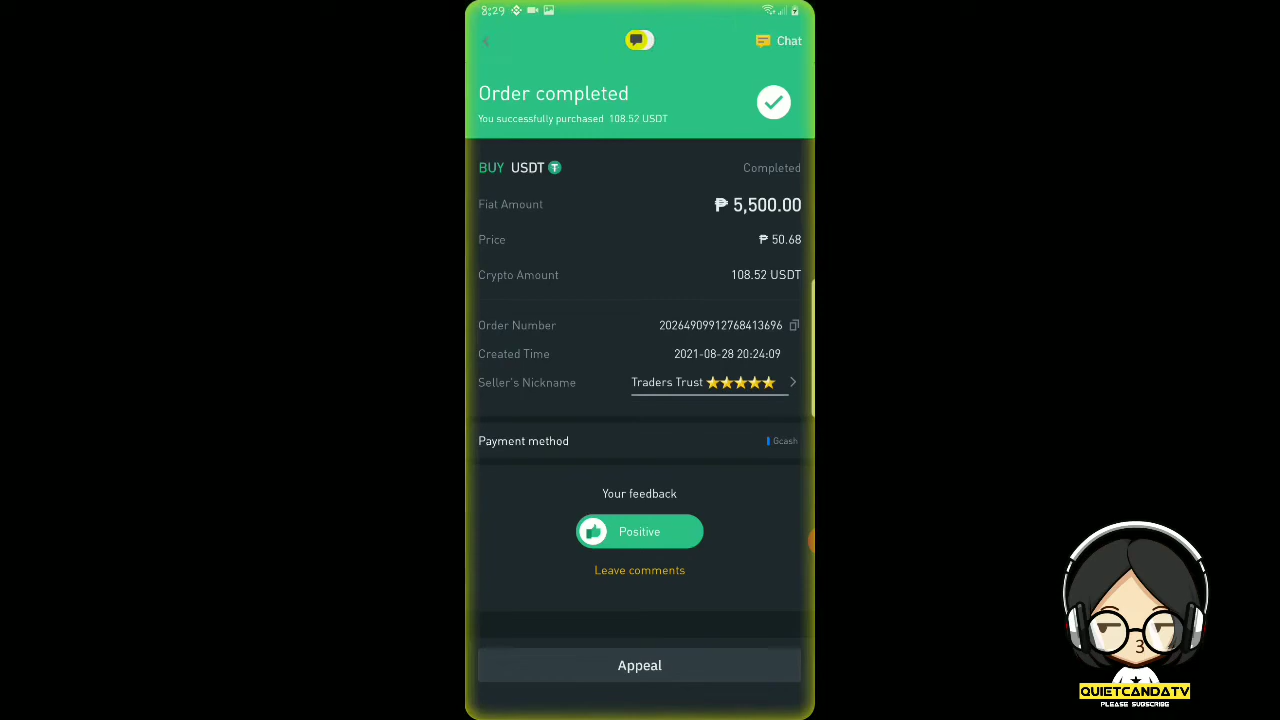 8:29
Chat
Order completed
You successfully purchased 108.52 USDT
BUY USDT T
Completed
Fiat Amount
₱ 5,500.00
Price
₱ 50.68
Crypto Amount
108.52 USDT
Order Number
20264909912768413696
Created Time
2021-08-28 20:24:09
Seller's Nickname
Traders Trust ⭐⭐⭐⭐⭐
Payment method
Gcash
Your feedback
Positive
Leave comments
Appeal
3
QUIETCANDATV
PLEASE SUBSCRIBE